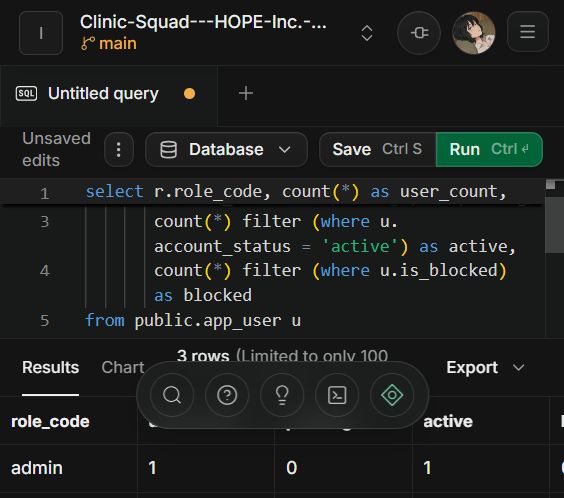 I
Clinic-Squad---HOPE-Inc.-...
main
SQL Untitled query
Unsaved edits
Database
Save Ctrl S
Run Ctrl ↵
1 select r.role_code, count(*) as user_count,
3 count(*) filter (where u.
account_status = 'active') as active,
4 count(*) filter (where u.is_blocked)
as blocked
5 from public.app_user u
Results Chart 3 rows (Limited to only 100 Export
role_code active
admin 1 0 1